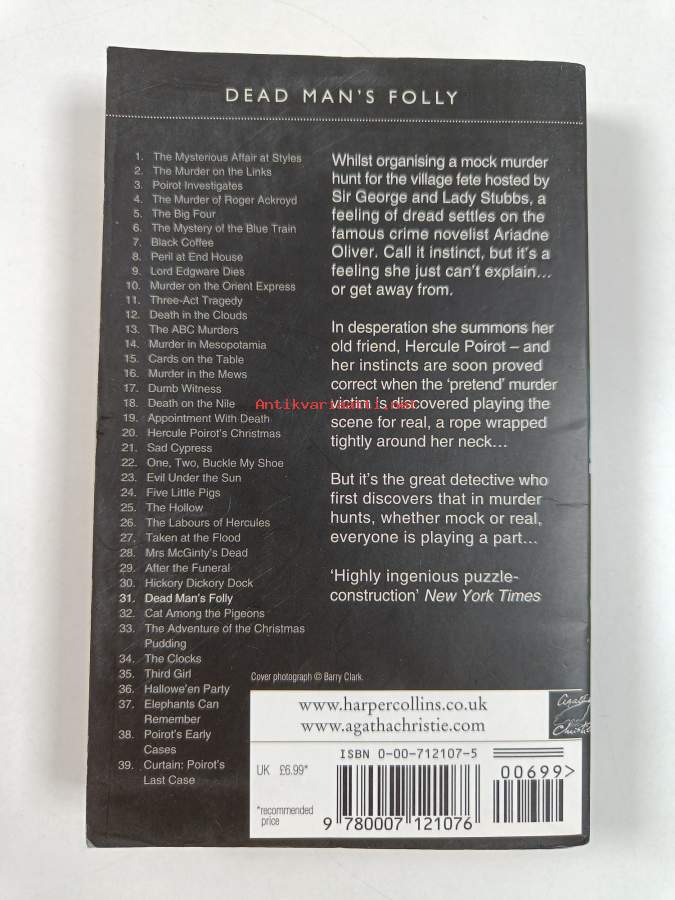 DEAD MAN'S FOLLY
1. The Mysterious Affair at Styles
2. The Murder on the Links
3. Poirot Investigates
4. The Murder of Roger Ackroyd
5. The Big Four
6. The Mystery of the Blue Train
7. Black Coffee
8. Peril at End House
9. Lord Edgware Dies
10. Murder on the Orient Express
11. Three-Act Tragedy
12. Death in the Clouds
13. The ABC Murders
14. Murder in Mesopotamia
15. Cards on the Table
16. Murder in the Mews
17. Dumb Witness
18. Death on the Nile
19. Appointment With Death
20. Hercule Poirot's Christmas
21. Sad Cypress
22. One, Two, Buckle My Shoe
23. Evil Under the Sun
24. Five Little Pigs
25. The Hollow
26. The Labours of Hercules
27. Taken at the Flood
28. Mrs McGinty's Dead
29. After the Funeral
30. Hickory Dickory Dock
31. Dead Man's Folly
32. Cat Among the Pigeons
33. The Adventure of the Christmas
Pudding
34. The Clocks
35. Third Girl
36. Hallowe'en Party
37. Elephants Can
Remember
38. Poirot's Early
Cases
39. Curtain: Poirot's
Last Case
Whilst organising a mock murder
hunt for the village fete hosted by
Sir George and Lady Stubbs, a
feeling of dread settles on the
famous crime novelist Ariadne
Oliver. Call it instinct, but it's a
feeling she just can't explain...
or get away from.
In desperation she summons her
old friend, Hercule Poirot – and
her instincts are soon proved
correct when the 'pretend' murder
victim is discovered playing the
scene for real, a rope wrapped
tightly around her neck...
But it's the great detective who
first discovers that in murder
hunts, whether mock or real,
everyone is playing a part...
'Highly ingenious puzzle-
construction' New York Times
Antikvariaatti.net
Cover photograph © Barry Clark.
www.harpercollins.co.uk
www.agathachristie.com
Agatha
Christie
ISBN 0-00-712107-5
UK £6.99*
*recommended
price
00699>
9 780007 121076